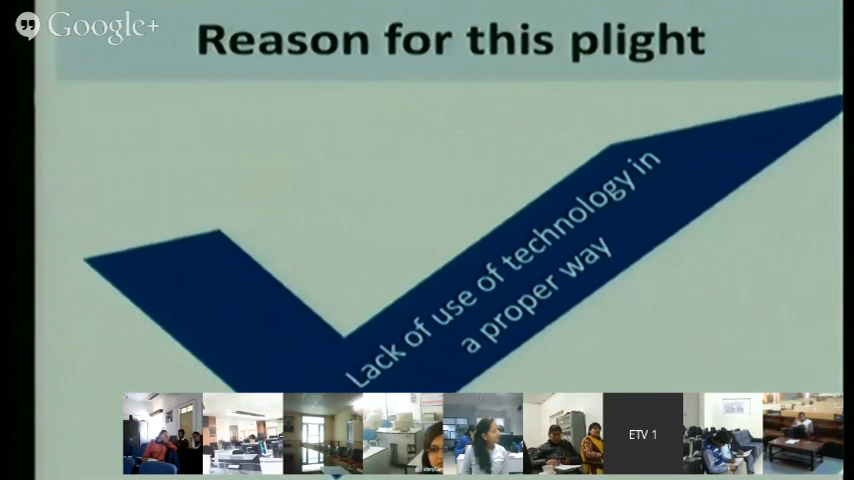 Google+
Reason for this plight
Lack of use of technology in
a proper way
ETV 1